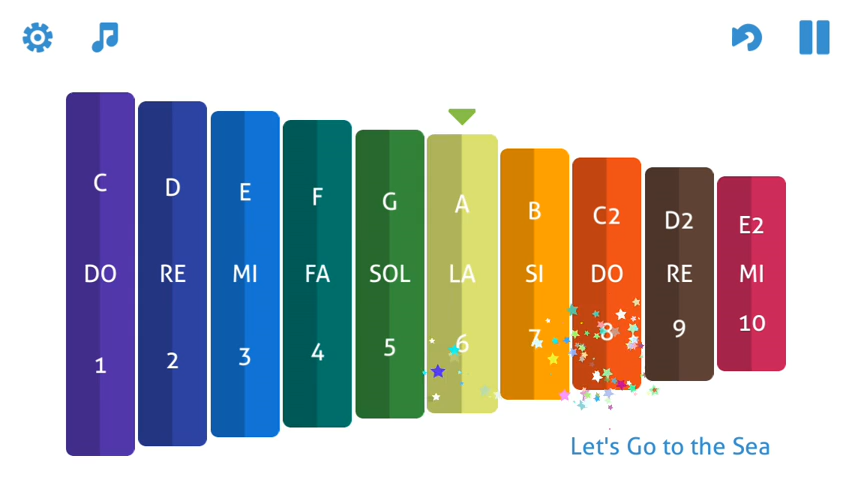 C D E F G A B C2 D2 E2
DO RE MI FA SOL LA SI DO RE MI
1 2 3 4 5 6 7 8 9 10
Let's Go to the Sea